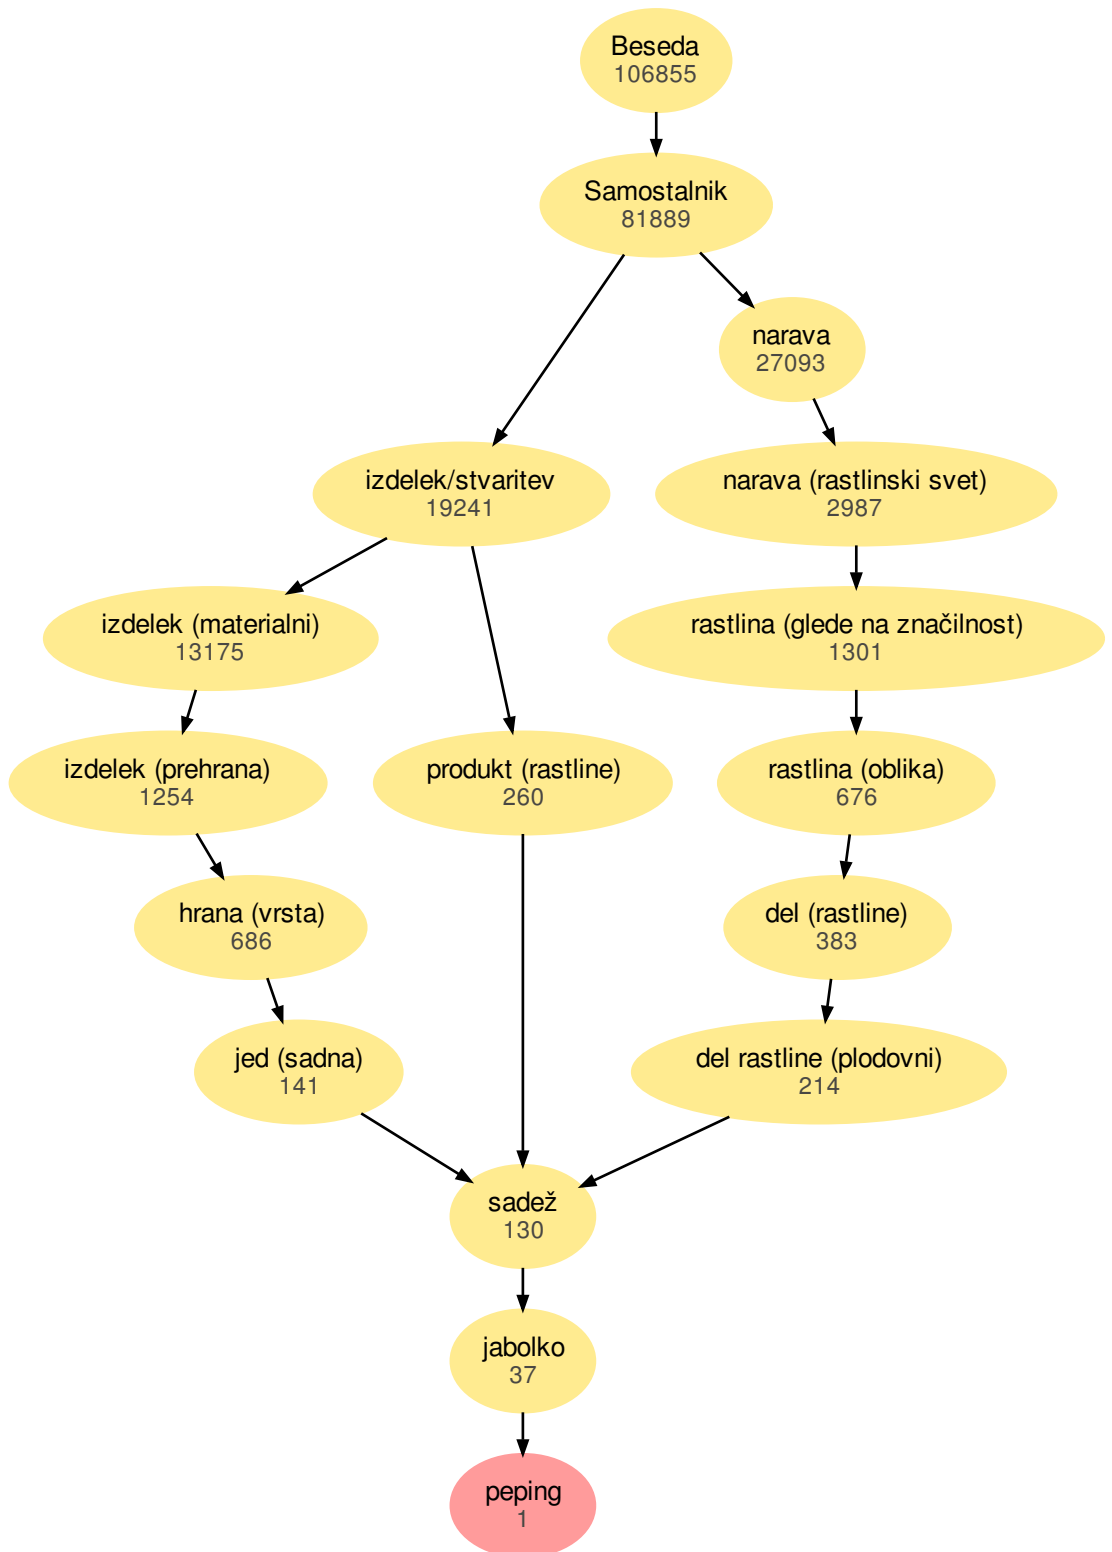 Beseda
106855
Samostalnik
81889
narava
27093
izdelek/stvaritev
19241
narava (rastlinski svet)
2987
izdelek (materialni)
13175
rastlina (glede na značilnost)
1301
izdelek (prehrana)
1254
produkt (rastline)
260
rastlina (oblika)
676
hrana (vrsta)
686
del (rastline)
383
jed (sadna)
141
del rastline (plodovni)
214
sadež
130
jabolko
37
peping
1